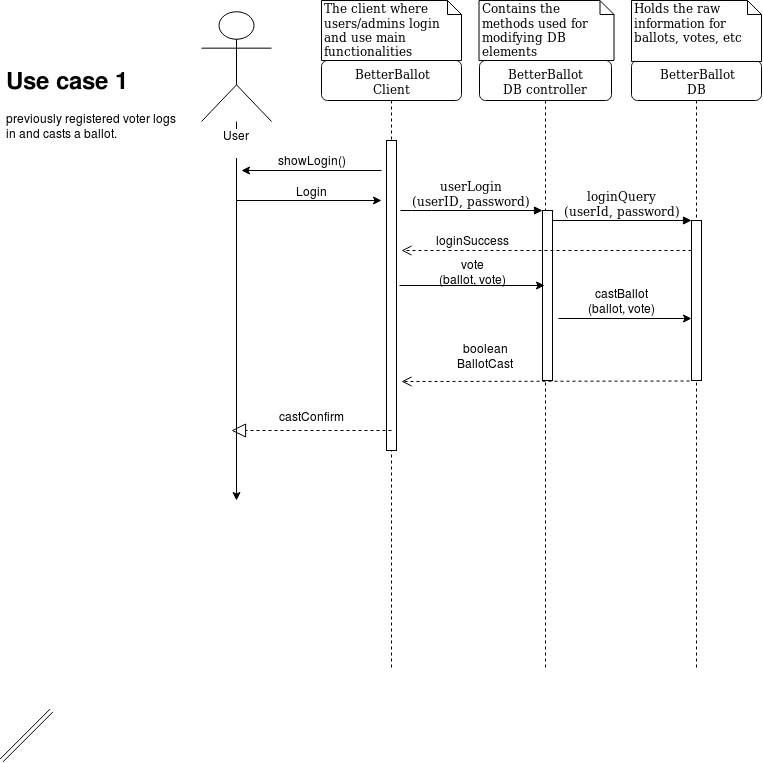 The client where
users/admins login
and use main
functionalities
Contains the
methods used for
modifying DB
elements
Holds the raw
information for
ballots, votes, etc
BetterBallot
Client
BetterBallot
DB controller
BetterBallot
DB
Use case 1
previously registered voter logs
in and casts a ballot.
User
showLogin()
Login
userLogin
(userID, password)
loginQuery
(userId, password)
loginSuccess
vote
(ballot, vote)
castBallot
(ballot, vote)
boolean
BallotCast
castConfirm